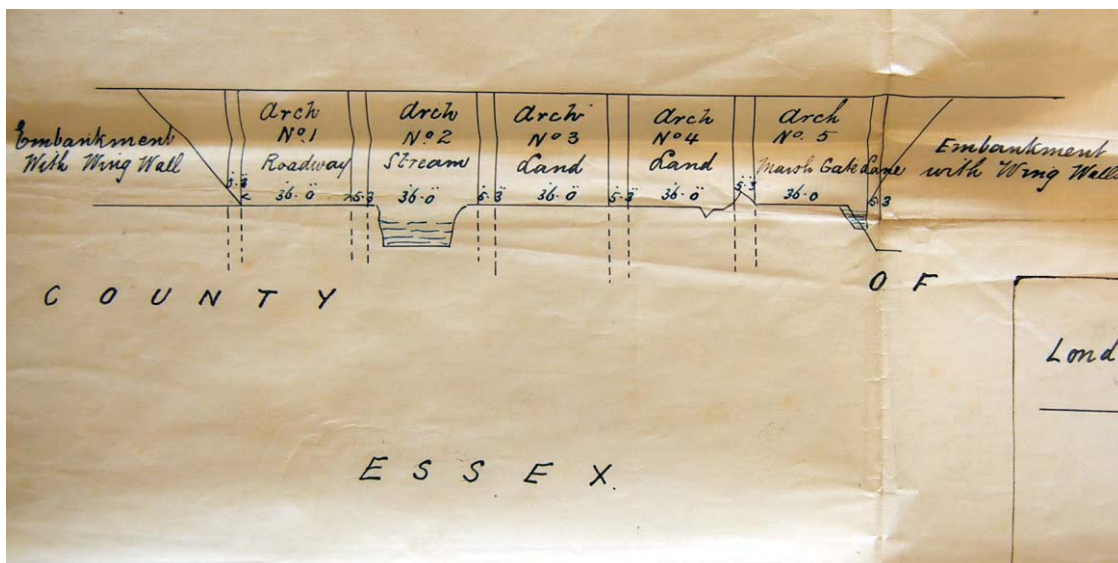 Embankment
With Wing Wall
Arch
No. 1
Roadway
36.0
Arch
No. 2
Stream
36.0
Arch
No 3
Land
36.0
Arch
No 4
Land
36.0
Arch
No. 5
Marsh Gate Lane
36.0
Embankment
with Wing Walls
5.3
5.3
5.3
5.3
5.3
5.3
COUNTY OF
Lond
ESSEX.